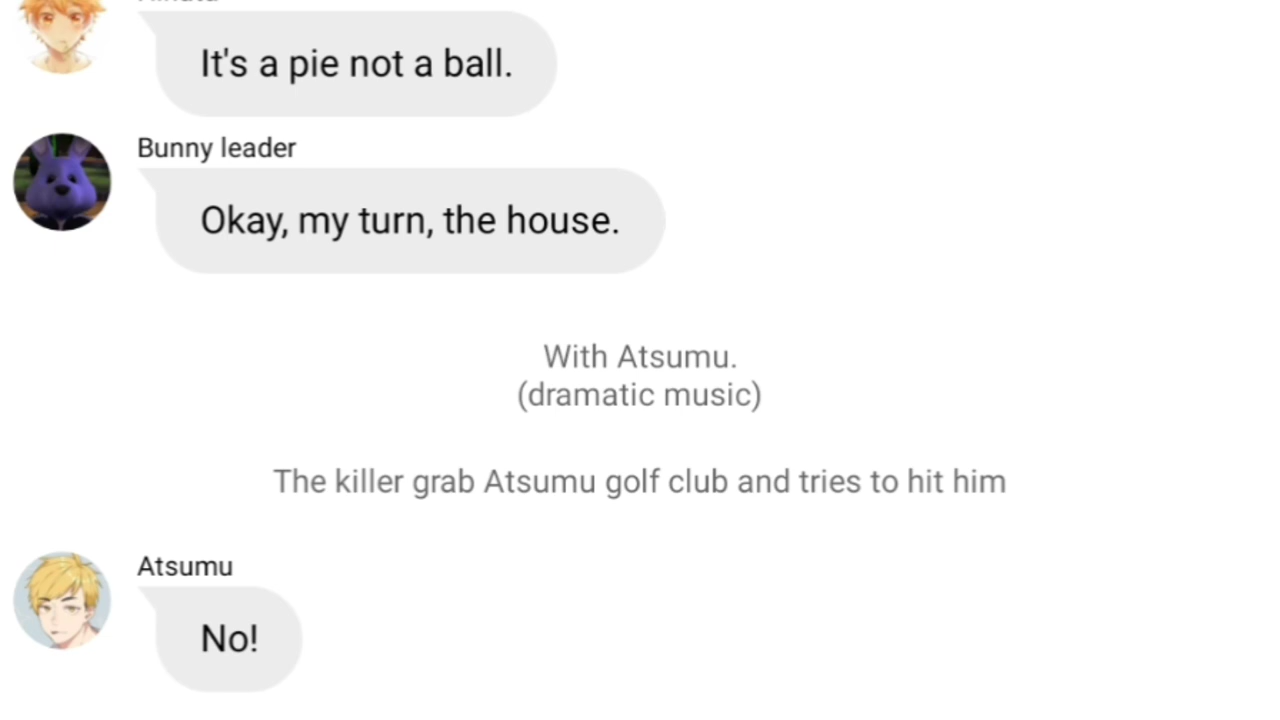 It's a pie not a ball.
Bunny leader
Okay, my turn, the house.
With Atsumu.
(dramatic music)
The killer grab Atsumu golf club and tries to hit him
Atsumu
No!